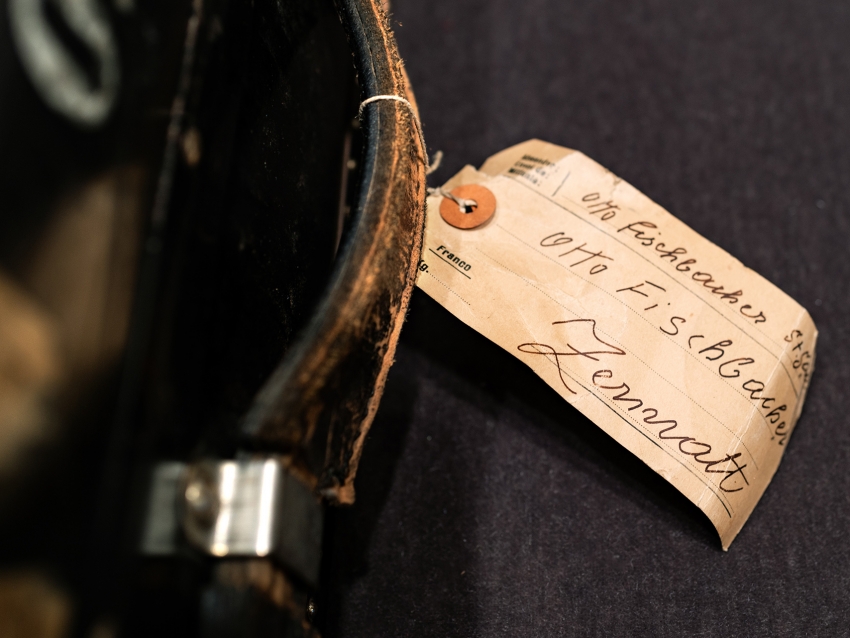 Otto Fischbacher
Otto Fischbacher
Zermatt
Franco